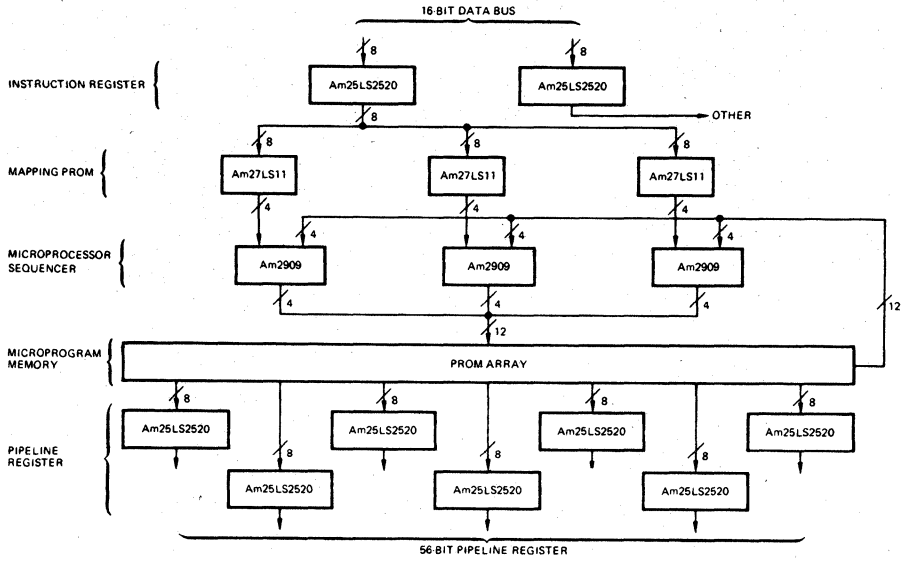 16-BIT DATA BUS
8
8
INSTRUCTION REGISTER
Am25LS2520
Am25LS2520
8
OTHER
8
8
8
MAPPING PROM
Am27LS11
Am27LS11
Am27LS11
4
4
4
4
4
4
MICROPROCESSOR
SEQUENCER
Am2909
Am2909
Am2909
4
4
4
12
12
MICROPROGRAM
MEMORY
PROM ARRAY
8
8
8
8
Am25LS2520
Am25LS2520
Am25LS2520
Am25LS2520
PIPELINE
REGISTER
8
8
8
Am25LS2520
Am25LS2520
Am25LS2520
56-BIT PIPELINE REGISTER